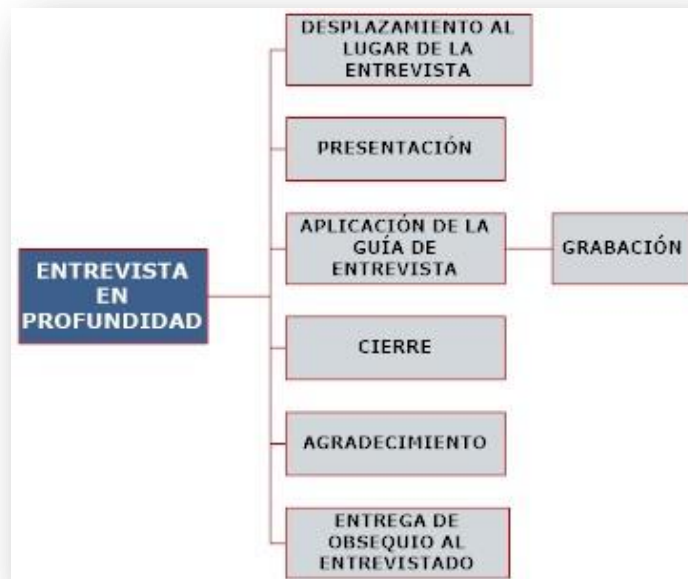 DESPLAZAMIENTO AL
LUGAR DE LA
ENTREVISTA
PRESENTACIÓN
APLICACIÓN DE LA
GUÍA DE
ENTREVISTA
GRABACIÓN
ENTREVISTA
EN
PROFUNDIDAD
CIERRE
AGRADECIMIENTO
ENTREGA DE
OBSEQUIO AL
ENTREVISTADO